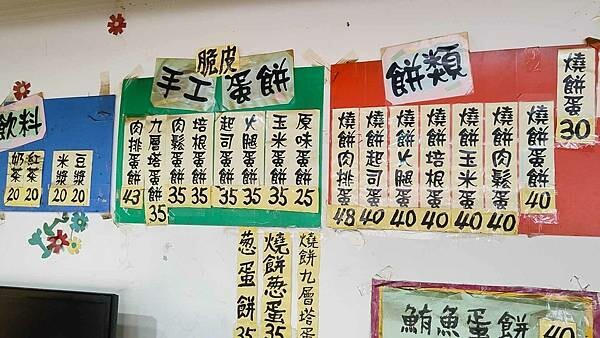 飲料
奶茶 20
紅茶 20
米漿 20
豆漿 20
脆皮
手工蛋餅
肉排蛋餅 43
九層塔蛋餅 35
肉鬆蛋餅 35
培根蛋餅 35
起司蛋餅 35
火腿蛋餅 35
玉米蛋餅 35
原味蛋餅 25
餅類
燒餅肉排蛋 48
燒餅起司蛋 40
燒餅火腿蛋 40
燒餅培根蛋 40
燒餅玉米蛋 40
燒餅肉鬆蛋 40
燒餅蛋餅 40
燒餅蛋 30
蔥蛋餅 35
燒餅蔥蛋 35
燒餅九層塔蛋
鮪魚蛋餅 40